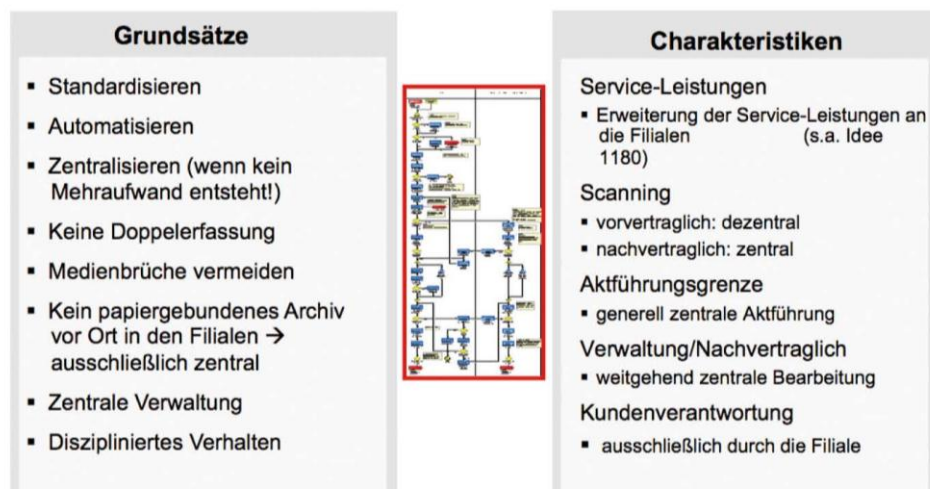 Grundsätze
▪ Standardisieren
▪ Automatisieren
▪ Zentralisieren (wenn kein
Mehraufwand entsteht!)
▪ Keine Doppelerfassung
▪ Medienbrüche vermeiden
▪ Kein papiergebundenes Archiv
vor Ort in den Filialen →
ausschließlich zentral
▪ Zentrale Verwaltung
▪ Diszipliniertes Verhalten
Charakteristiken
Service-Leistungen
▪ Erweiterung der Service-Leistungen an
die Filialen (s.a. Idee
1180)
Scanning
▪ vorvertraglich: dezentral
▪ nachvertraglich: zentral
Aktführungsgrenze
▪ generell zentrale Aktführung
Verwaltung/Nachvertraglich
▪ weitgehend zentrale Bearbeitung
Kundenverantwortung
▪ ausschließlich durch die Filiale